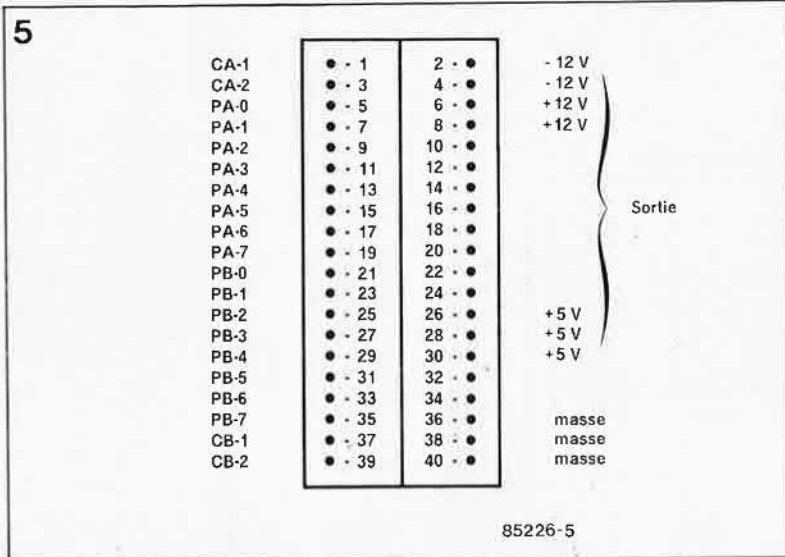 5
CA-1 • - 1 2 - • - 12 V
CA-2 • - 3 4 - • - 12 V
PA-0 • - 5 6 - • + 12 V
PA-1 • - 7 8 - • + 12 V
PA-2 • - 9 10 - •
PA-3 • - 11 12 - •
PA-4 • - 13 14 - •
PA-5 • - 15 16 - • Sortie
PA-6 • - 17 18 - •
PA-7 • - 19 20 - •
PB-0 • - 21 22 - •
PB-1 • - 23 24 - •
PB-2 • - 25 26 - • + 5 V
PB-3 • - 27 28 - • + 5 V
PB-4 • - 29 30 - • + 5 V
PB-5 • - 31 32 - •
PB-6 • - 33 34 - •
PB-7 • - 35 36 - • masse
CB-1 • - 37 38 - • masse
CB-2 • - 39 40 - • masse
85226-5